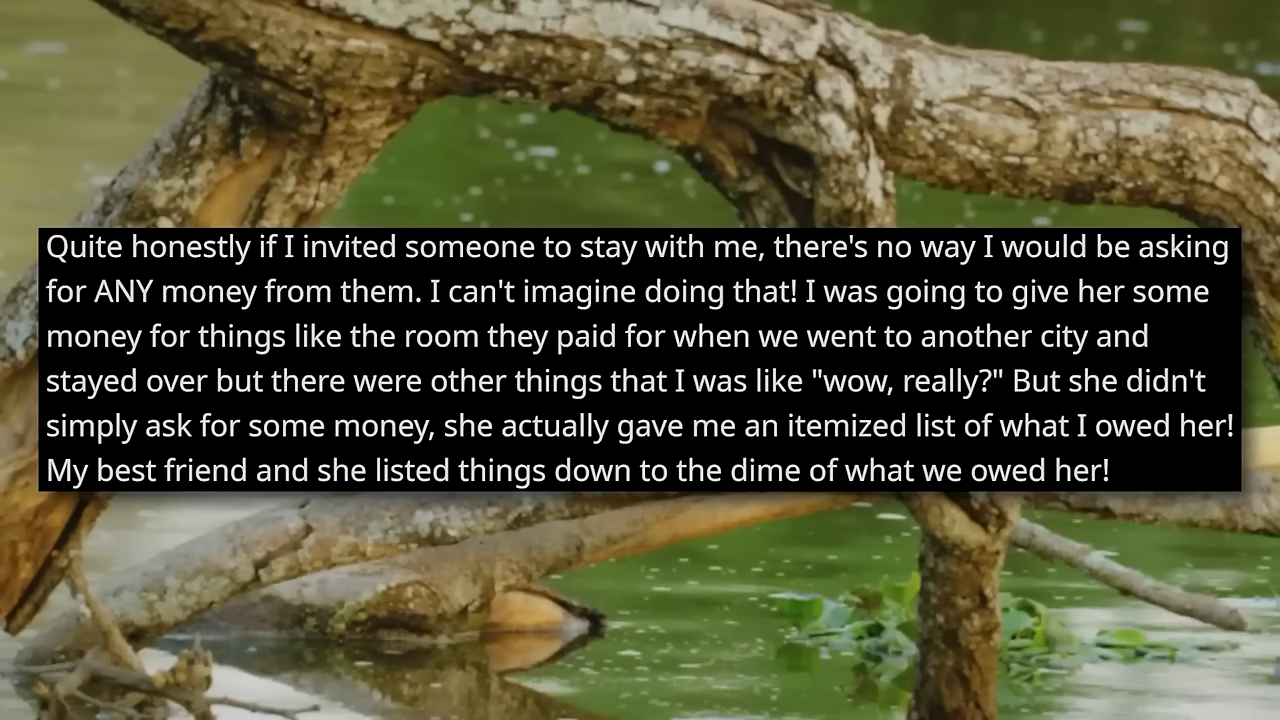 Quite honestly if I invited someone to stay with me, there's no way I would be asking
for ANY money from them. I can't imagine doing that! I was going to give her some
money for things like the room they paid for when we went to another city and
stayed over but there were other things that I was like "wow, really?" But she didn't
simply ask for some money, she actually gave me an itemized list of what I owed her!
My best friend and she listed things down to the dime of what we owed her!